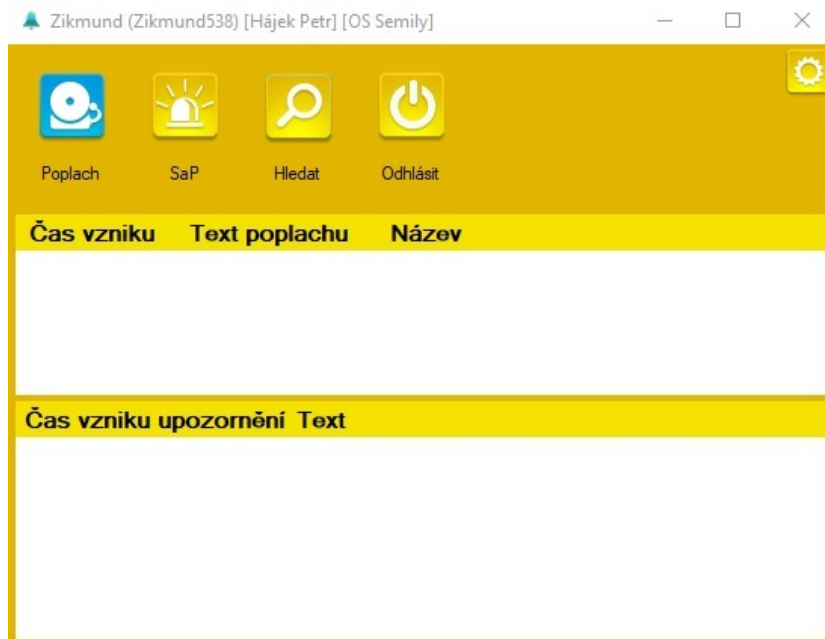 Zikmund (Zikmund538) [Hájek Petr] [OS Semily]
Poplach SaP Hledat Odhlásit
Čas vzniku Text poplachu Název
Čas vzniku upozornění Text